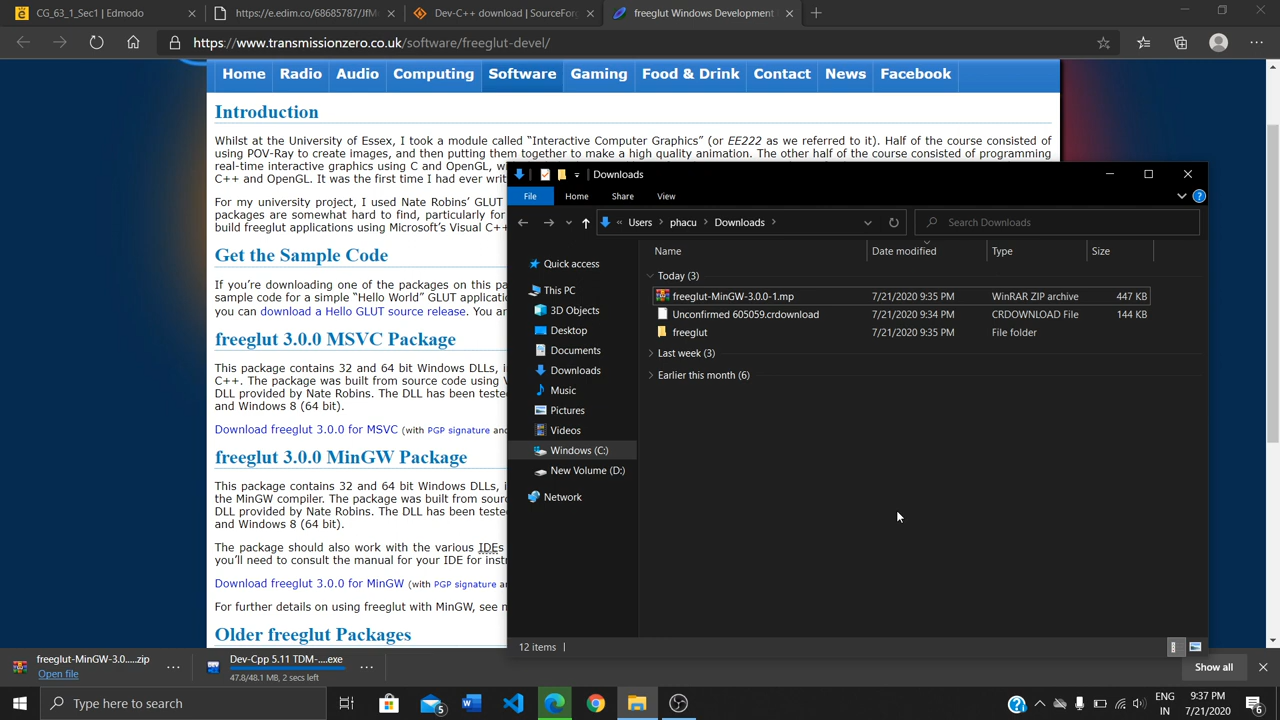 CG_63_1_Sec1 | Edmodo
https://e.edim.co/68685787/JfM
Dev-C++ download | SourceFor
freeglut Windows Development
https://www.transmissionzero.co.uk/software/freeglut-devel/
Home Radio Audio Computing Software Gaming Food & Drink Contact News Facebook
Introduction
Whilst at the University of Essex, I took a module called “Interactive Computer Graphics” (or EE222 as we referred to it). Half of the course consisted of
using POV-Ray to create images, and then putting them together to make a high quality animation. The other half of the course consisted of programming
real-time interactive graphics using C and OpenGL, w
C++ and OpenGL. It was the first time I had ever writ
For my university project, I used Nate Robins’ GLUT
packages are somewhat hard to find, particularly for
build freeglut applications using Microsoft’s Visual C++
Get the Sample Code
If you’re downloading one of the packages on this pa
sample code for a simple “Hello World” GLUT applicatio
you can download a Hello GLUT source release. You ar
freeglut 3.0.0 MSVC Package
This package contains 32 and 64 bit Windows DLLs, i
C++. The package was built from source code using V
DLL provided by Nate Robins. The DLL has been teste
and Windows 8 (64 bit).
Download freeglut 3.0.0 for MSVC (with PGP signature and
freeglut 3.0.0 MinGW Package
This package contains 32 and 64 bit Windows DLLs, i
the MinGW compiler. The package was built from sour
DLL provided by Nate Robins. The DLL has been teste
and Windows 8 (64 bit).
The package should also work with the various IDEs
you’ll need to consult the manual for your IDE for inst
Download freeglut 3.0.0 for MinGW (with PGP signature an
For further details on using freeglut with MinGW, see m
Older freeglut Packages
Downloads
File Home Share View
« Users > phacu > Downloads >
Search Downloads
Quick access
This PC
3D Objects
Desktop
Documents
Downloads
Music
Pictures
Videos
Windows (C:)
New Volume (D:)
Network
Name Date modified Type Size
Today (3)
freeglut-MinGW-3.0.0-1.mp 7/21/2020 9:35 PM WinRAR ZIP archive 447 KB
Unconfirmed 605059.crdownload 7/21/2020 9:34 PM CRDOWNLOAD File 144 KB
freeglut 7/21/2020 9:35 PM File folder
Last week (3)
Earlier this month (6)
12 items
freeglut-MinGW-3.0.....zip
Open file
Dev-Cpp 5.11 TDM-....exe
47.8/48.1 MB, 2 secs left
Show all
Type here to search
5
ENG
IN
9:37 PM
7/21/2020
6